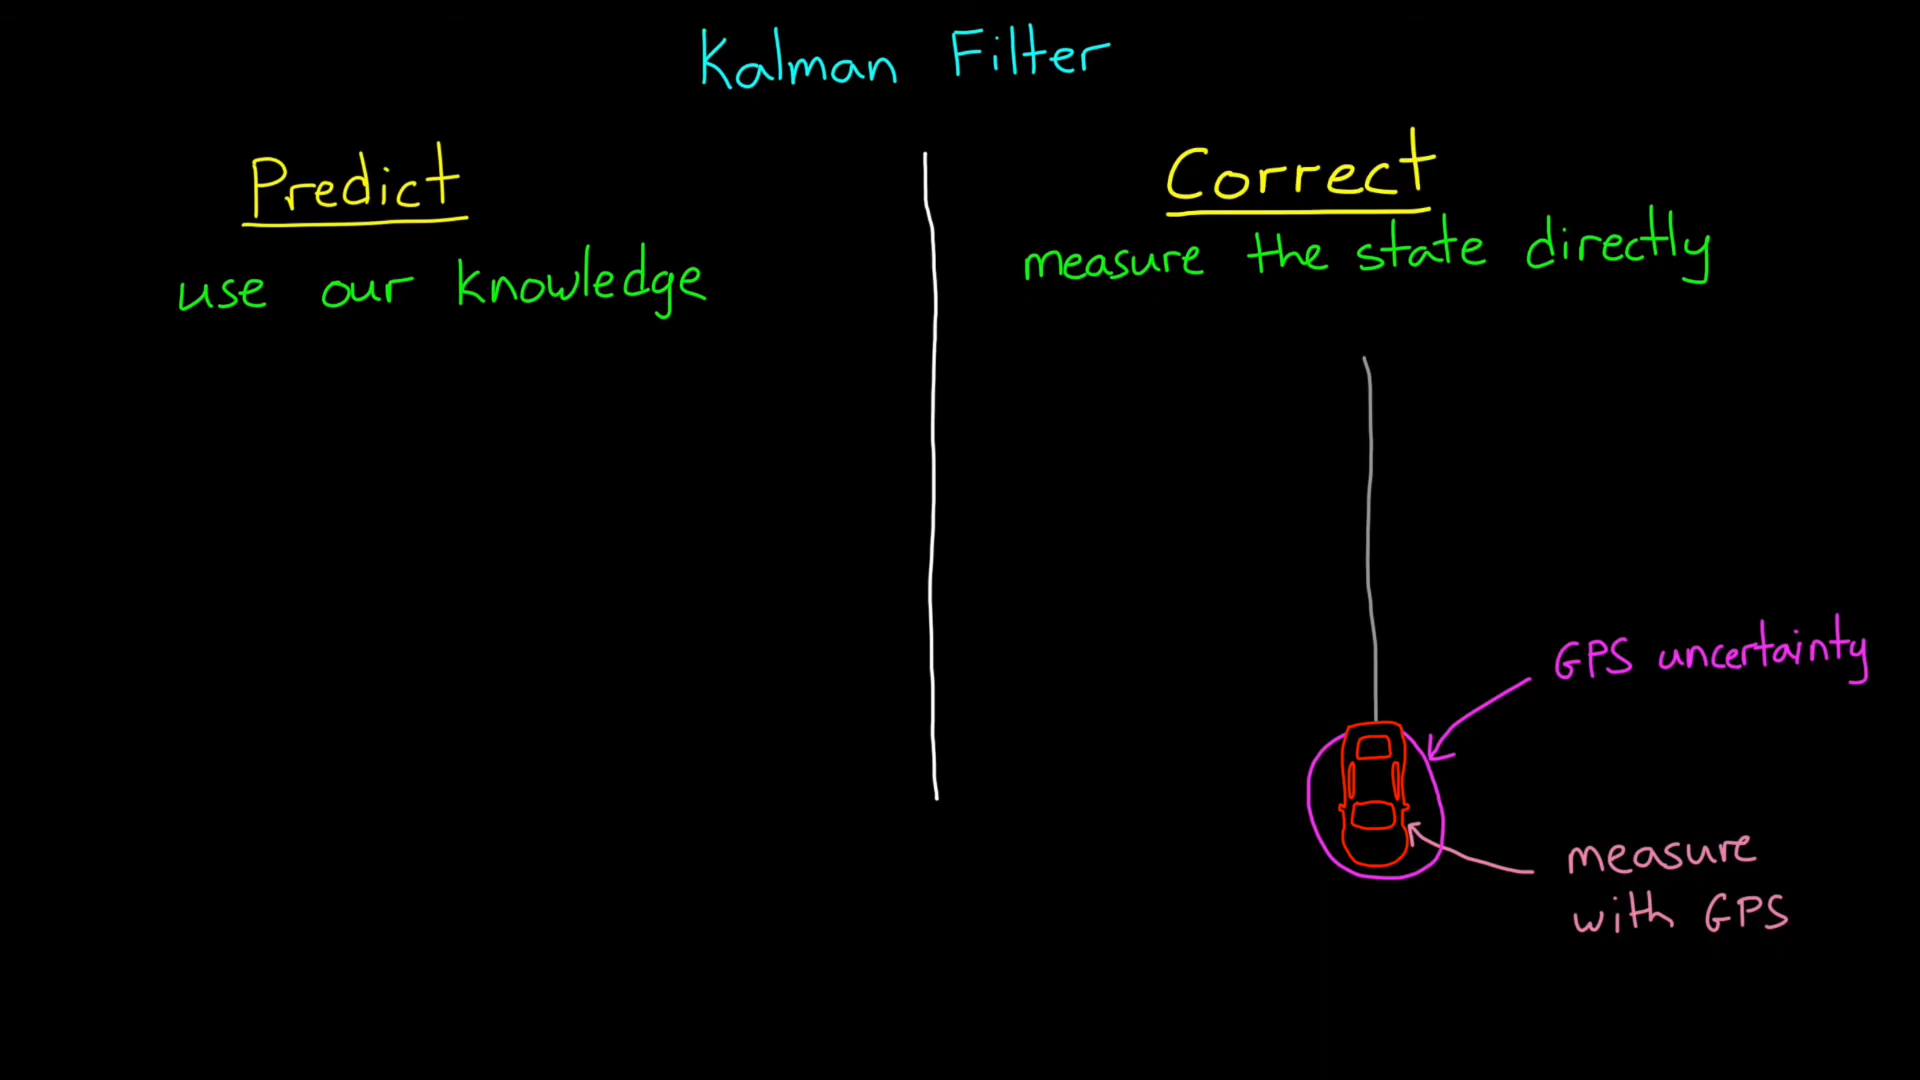 Kalman Filter
Predict
use our knowledge
Correct
measure the state directly
GPS uncertainty
measure
with GPS